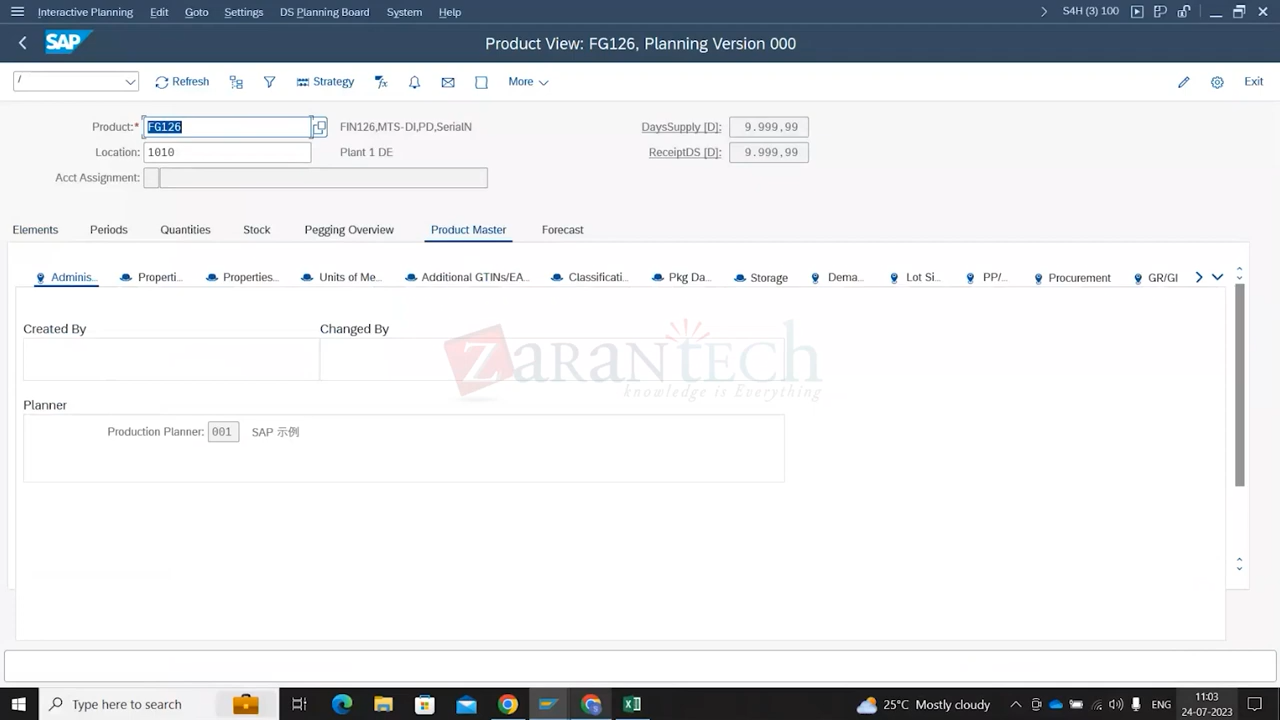 Interactive Planning Edit Goto Settings DS Planning Board System Help S4H (3) 100
SAP Product View: FG126, Planning Version 000
/ Refresh Strategy More Exit
Product:* FG126 FIN126,MTS-DI,PD,SerialN DaysSupply [D]: 9.999,99
Location: 1010 Plant 1 DE ReceiptDS [D]: 9.999,99
Acct Assignment:
Elements Periods Quantities Stock Pegging Overview Product Master Forecast
Adminis.. Properti.. Properties.. Units of Me.. Additional GTINs/EA.. Classificati.. Pkg Da.. Storage Dema.. Lot Si.. PP/.. Procurement GR/GI
Created By Changed By
ZaranTech
knowledge is Everything
Planner
Production Planner: 001 SAP 示例
Type here to search 25°C Mostly cloudy ENG 11:03
24-07-2023